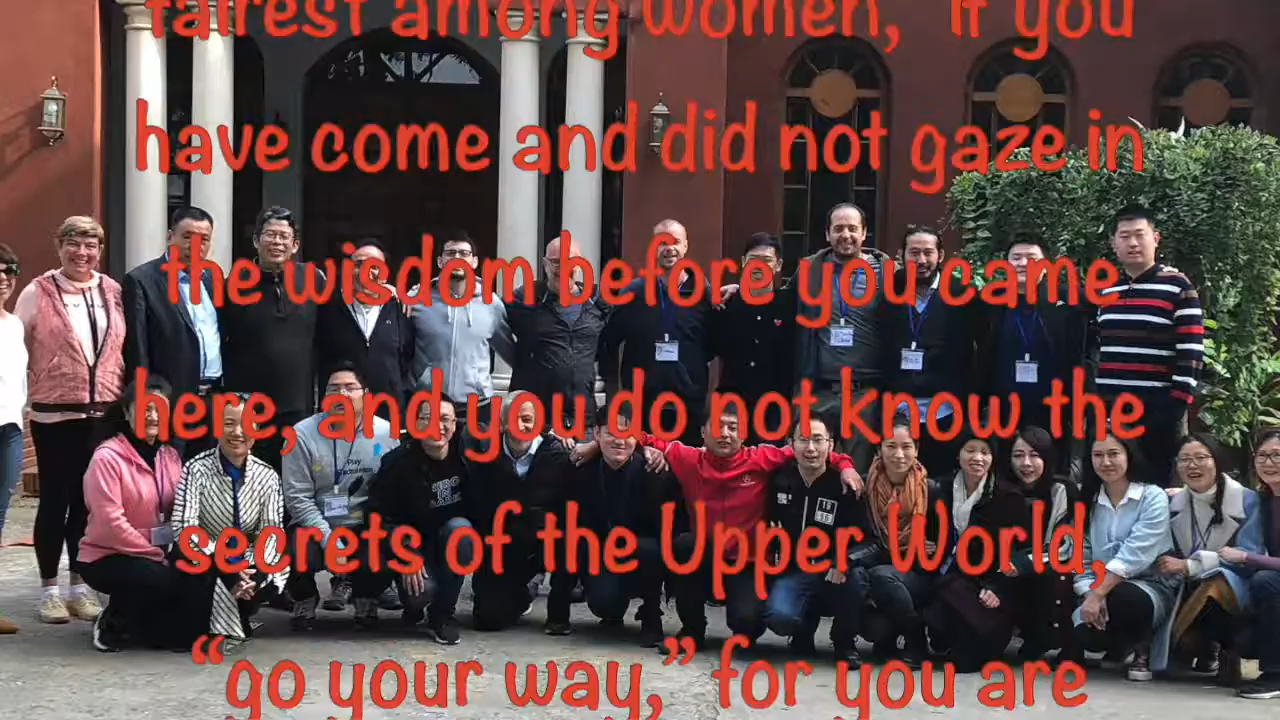 fairest among women,” “if you
have come and did not gaze in
the wisdom before you came
here, and you do not know the
secrets of the Upper World,
“go your way,” for you are
Play